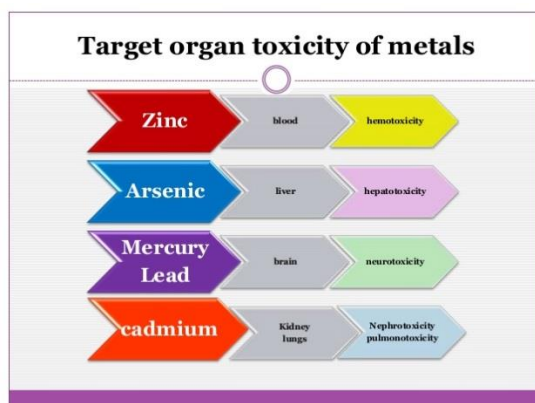 Target organ toxicity of metals
Zinc
blood
hemotoxicity
Arsenic
liver
hepatotoxicity
Mercury
Lead
brain
neurotoxicity
cadmium
Kidney
lungs
Nephrotoxicity
pulmonotoxicity